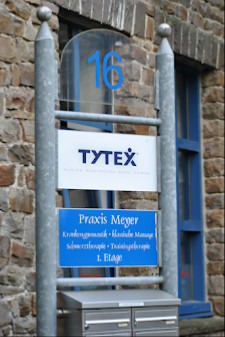 16
TYTEX
Praxis Meyer
Krankengymnastik • klassische Massage
Schmerztherapie • Trainingstherapie
1. Etage